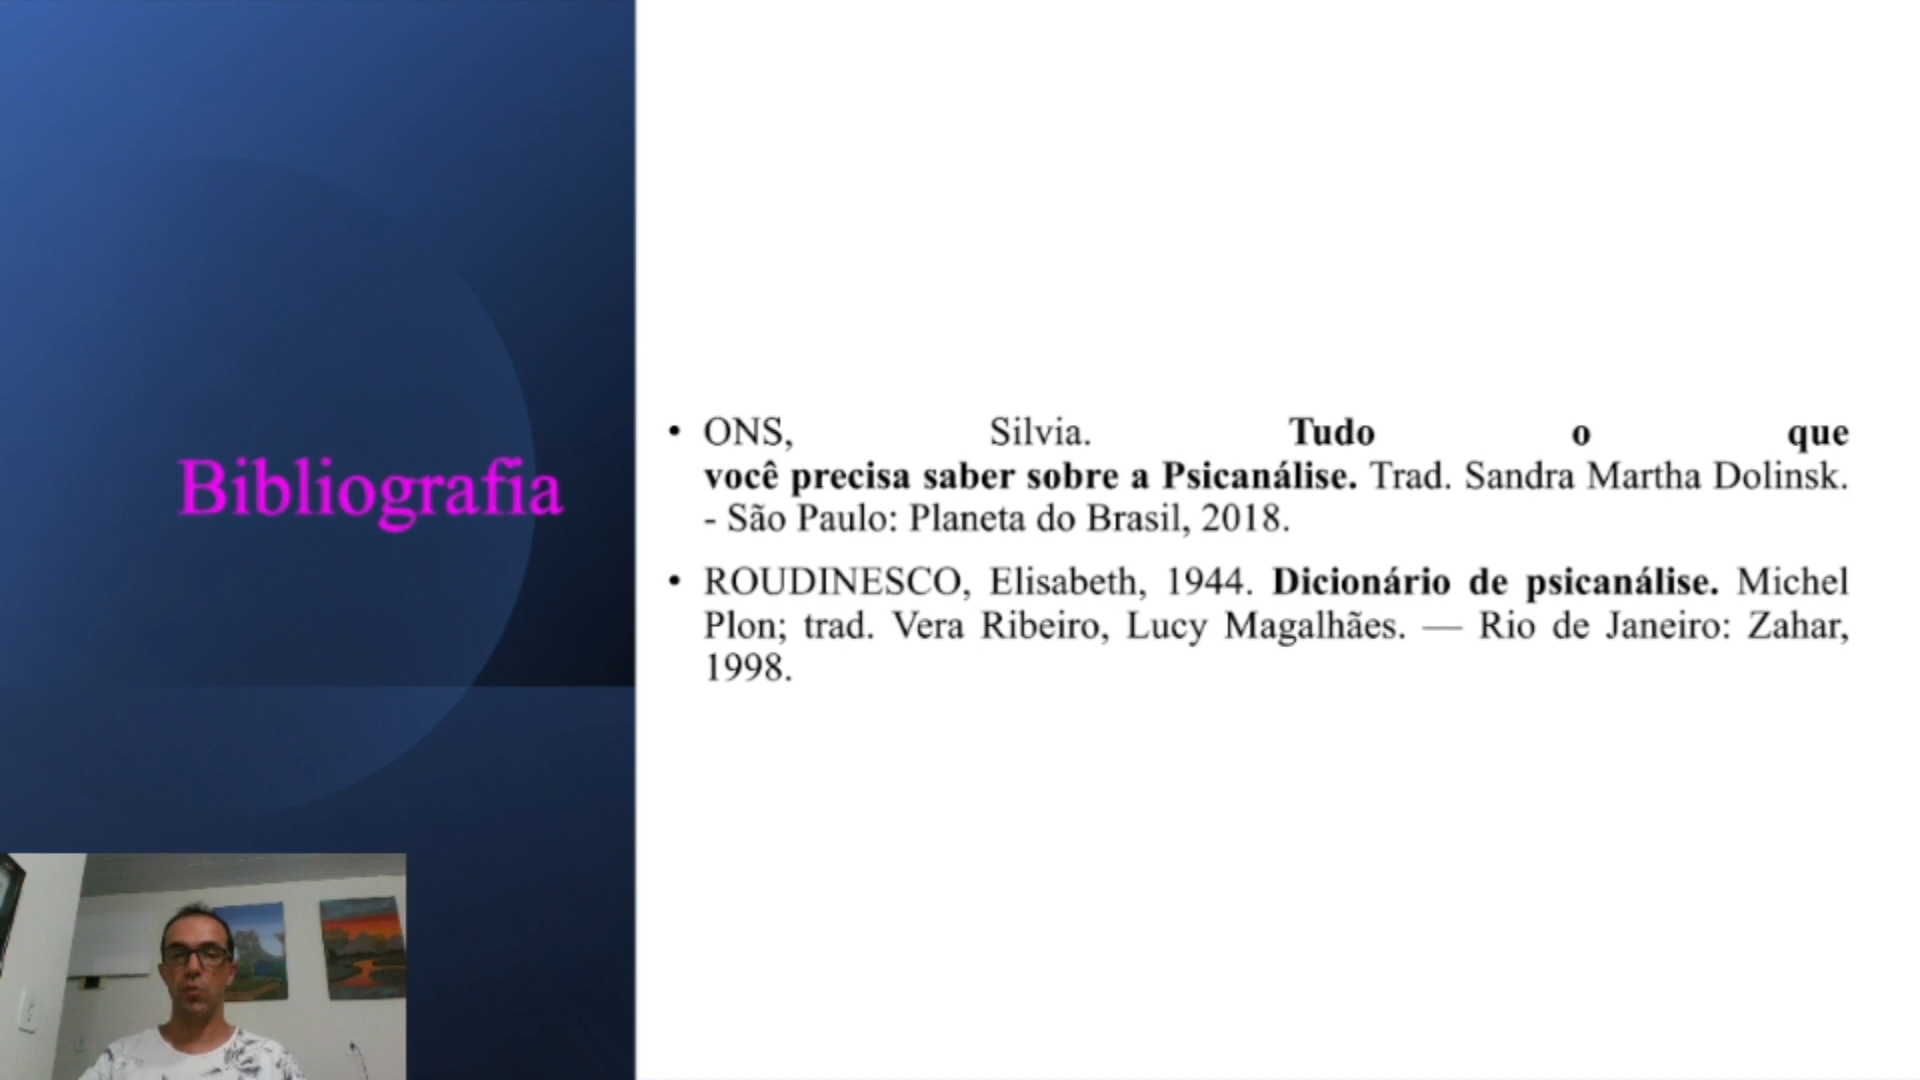 Bibliografia
• ONS, Silvia. Tudo o que
você precisa saber sobre a Psicanálise. Trad. Sandra Martha Dolinsk.
- São Paulo: Planeta do Brasil, 2018.
• ROUDINESCO, Elisabeth, 1944. Dicionário de psicanálise. Michel
Plon; trad. Vera Ribeiro, Lucy Magalhães. — Rio de Janeiro: Zahar,
1998.